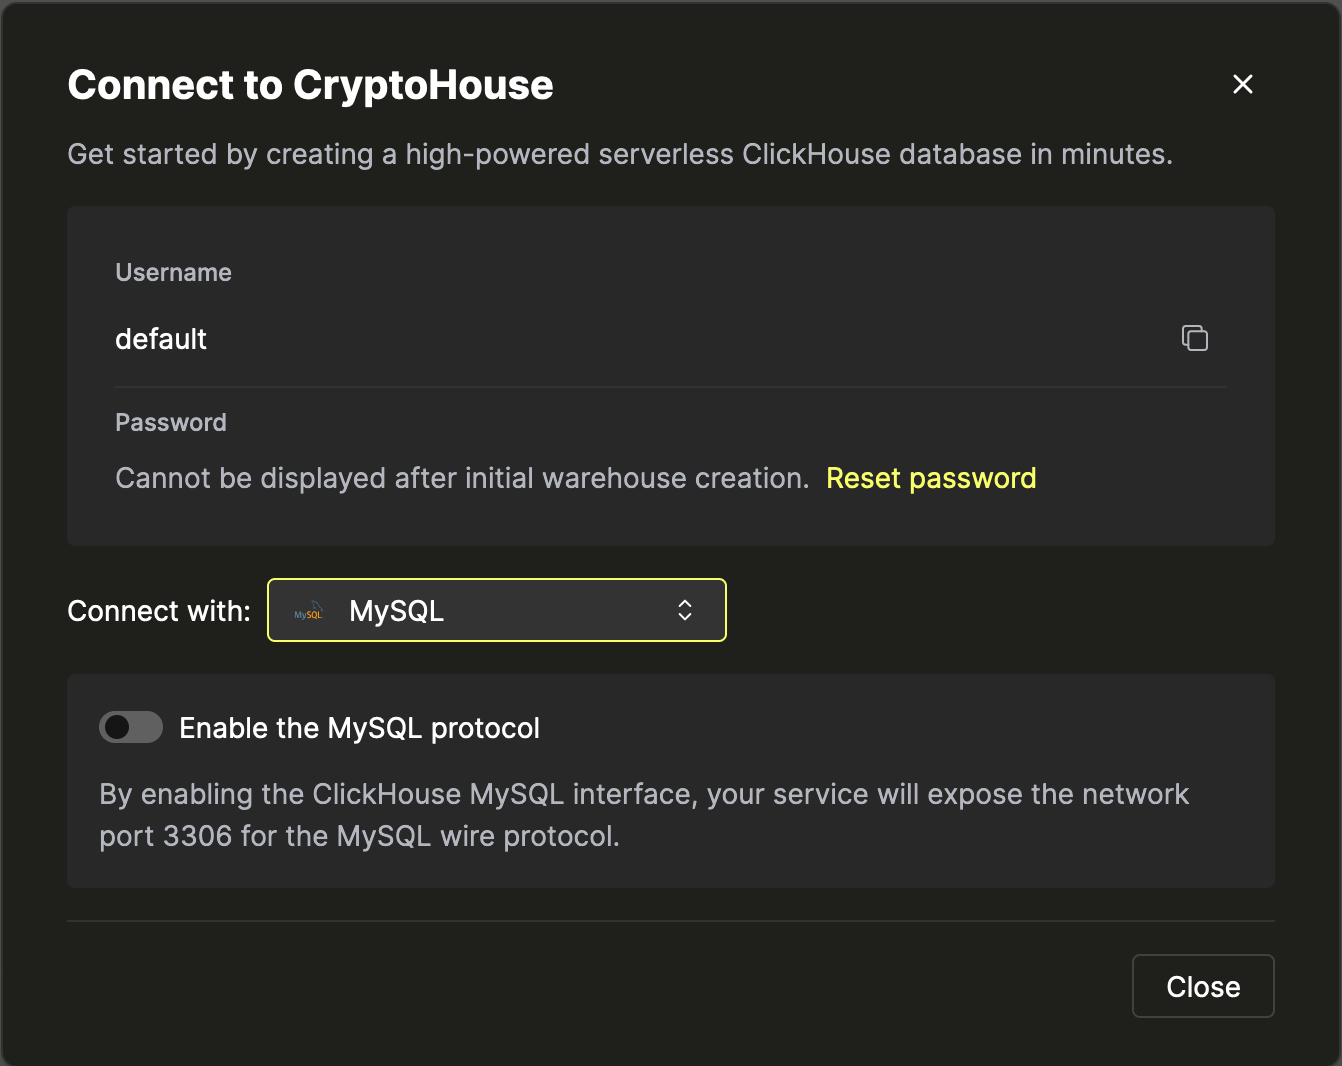 Connect to CryptoHouse
Get started by creating a high-powered serverless ClickHouse database in minutes.
Username
default
Password
Cannot be displayed after initial warehouse creation. Reset password
Connect with: MySQL MySQL
Enable the MySQL protocol
By enabling the ClickHouse MySQL interface, your service will expose the network
port 3306 for the MySQL wire protocol.
Close